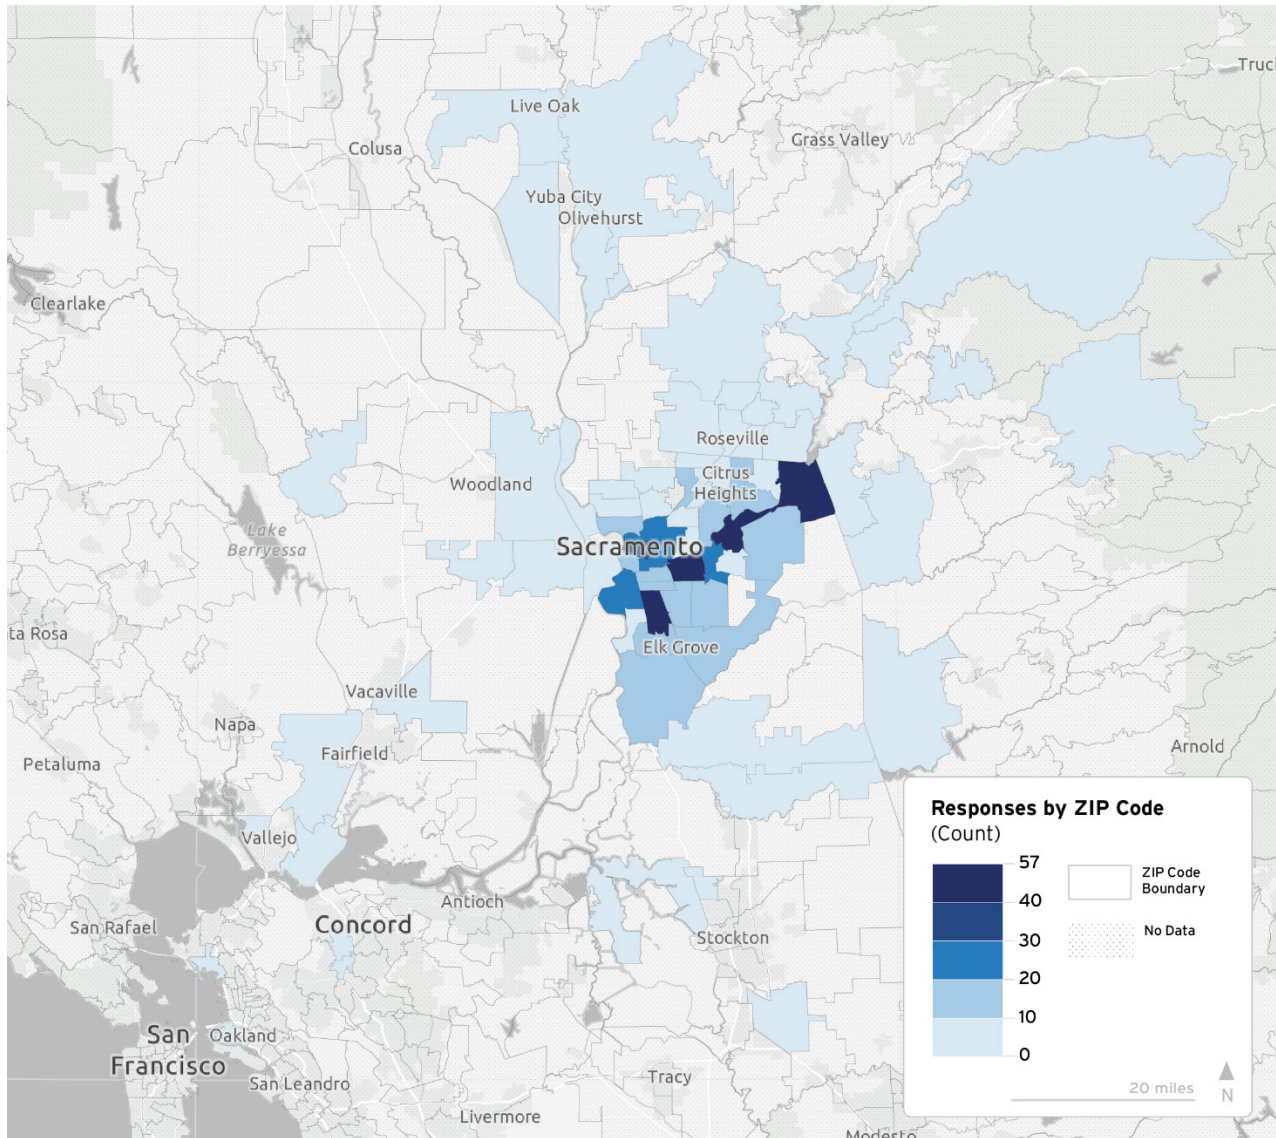 Truc
Live Oak
Grass Valley
Colusa
Yuba City
Olivehurst
Clearlake
Roseville
Citrus
Heights
Woodland
Lake
Berryessa
Sacramento
ta Rosa
Elk Grove
Vacaville
Napa
Fairfield
Arnold
Petaluma
Vallejo
Antioch
San Rafael
Concord
Stockton
San
Francisco
Oakland
San Leandro
Tracy
Livermore
Modesto
Responses by ZIP Code
(Count)
57
40
30
20
10
0
ZIP Code
Boundary
No Data
20 miles
N